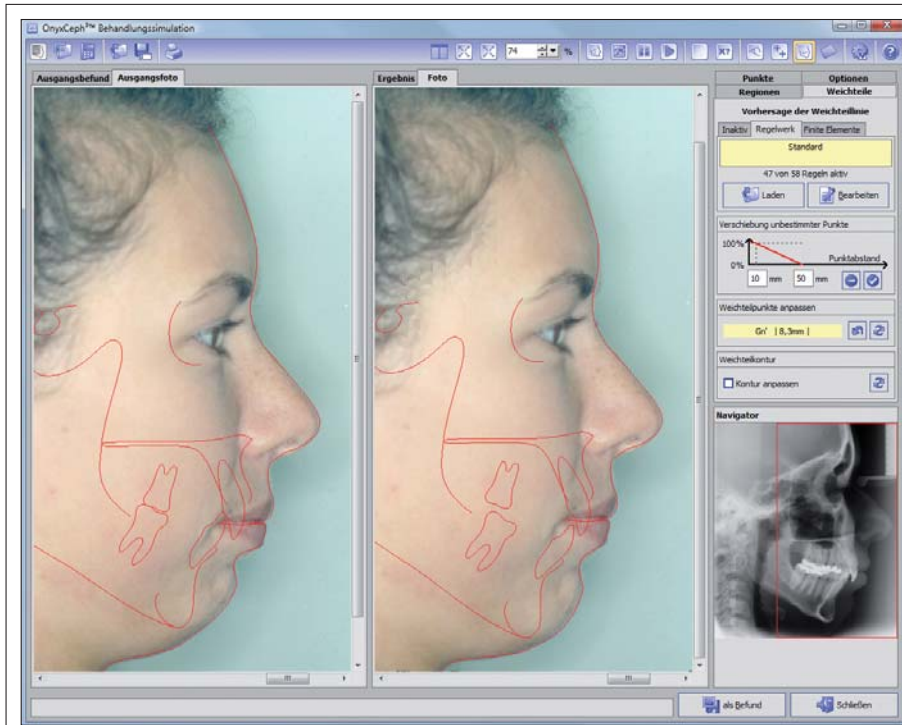 OnyxCeph³™ Behandlungssimulation
74 %
Ausgangsbefund Ausgangsfoto
Ergebnis Foto
Punkte Optionen
Regionen Weichteile
Vorhersage der Weichteillinie
Inaktiv Regelwerk Finite Elemente
Standard
47 von 58 Regeln aktiv
Laden Bearbeiten
Verschiebung unbestimmter Punkte
100%
Punktabstand
0%
10 mm 50 mm
Weichteilpunkte anpassen
Gn' | 8,3mm |
Weichteilkontur
Kontur anpassen
Navigator
als Befund Schließen